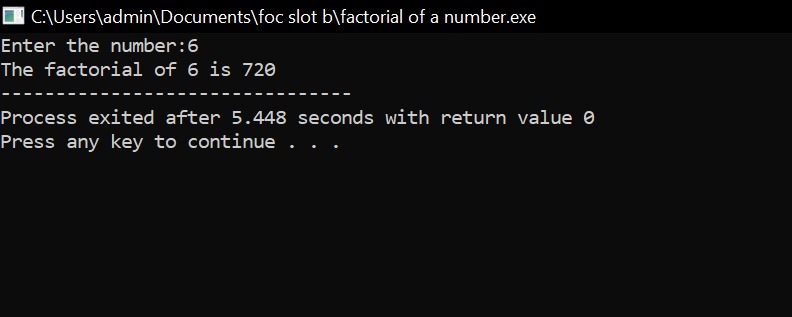 C:\Users\admin\Documents\foc slot b\factorial of a number.exe
Enter the number:6
The factorial of 6 is 720
--------------------------------
Process exited after 5.448 seconds with return value 0
Press any key to continue . . .